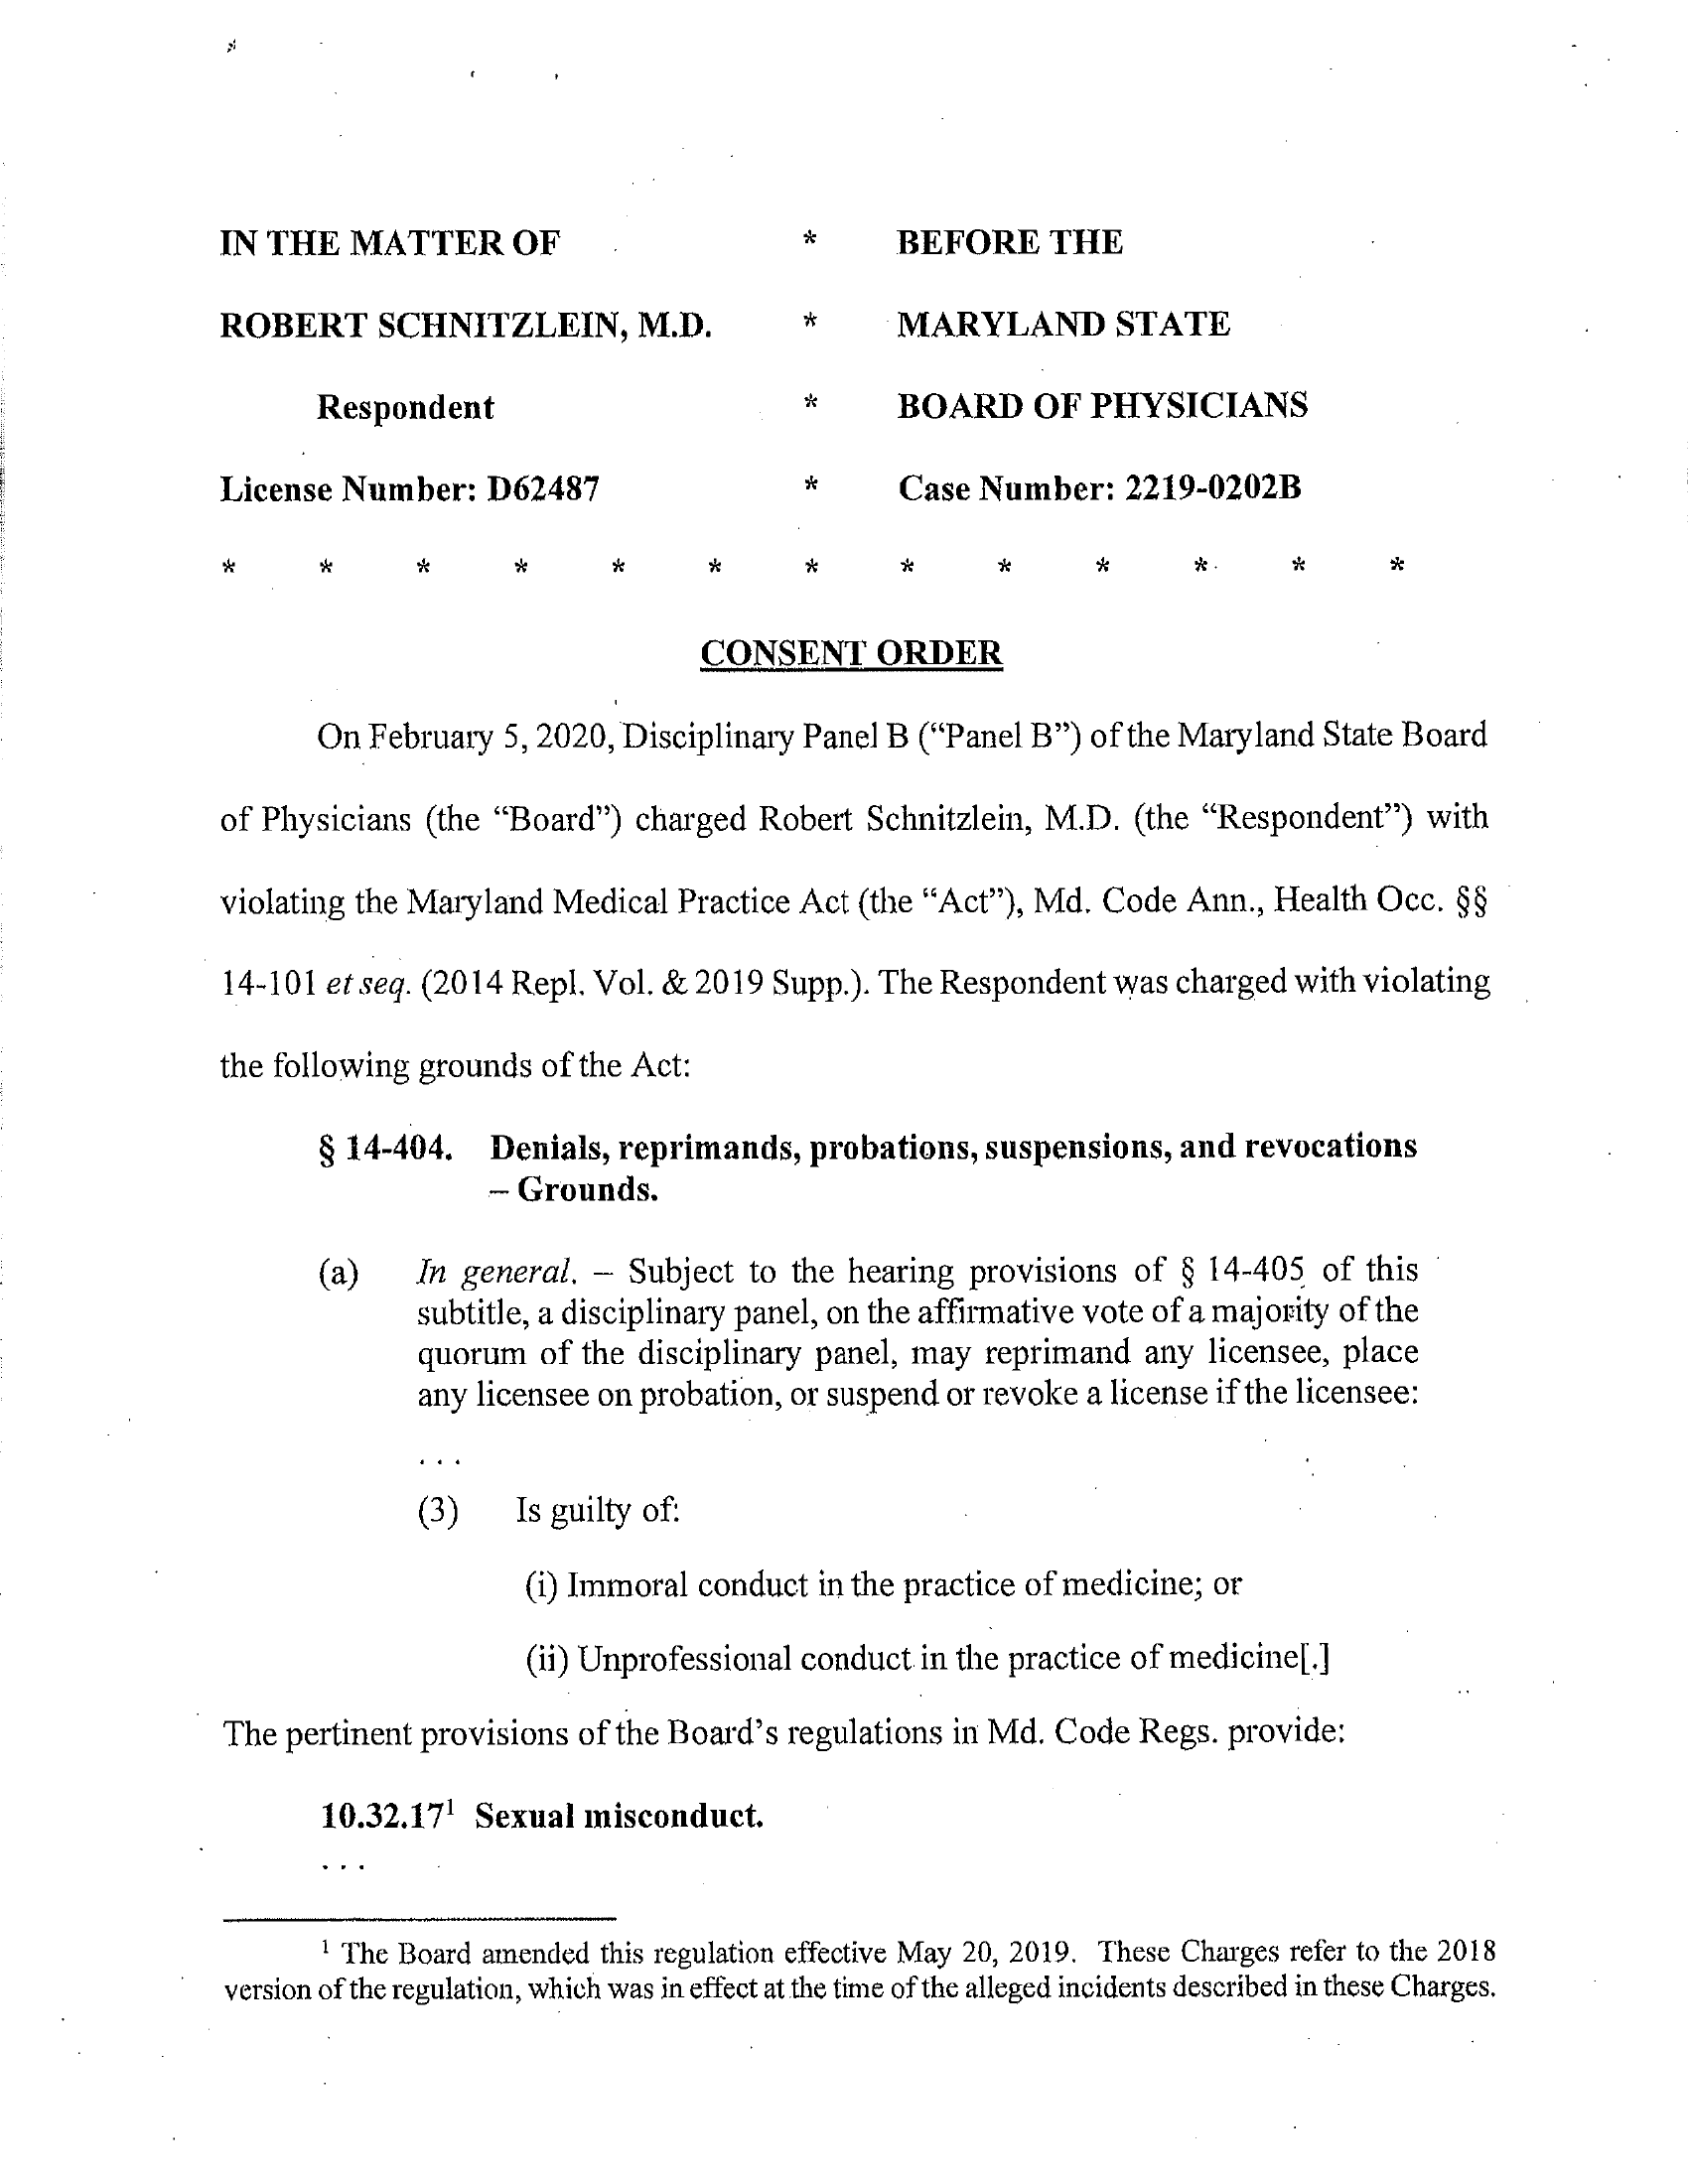 IN THE MATTER OF * BEFORE THE
ROBERT SCHNITZLEIN, M.D. * MARYLAND STATE
Respondent * BOARD OF PHYSICIANS
License Number: D62487 * Case Number: 2219-0202B
* * * * * * * * * * * * *
CONSENT ORDER
On February 5, 2020, Disciplinary Panel B (“Panel B”) of the Maryland State Board
of Physicians (the “Board”) charged Robert Schnitzlein, M.D. (the “Respondent”) with
violating the Maryland Medical Practice Act (the “Act”), Md. Code Ann., Health Occ. §§
14-101 et seq. (2014 Repl. Vol. & 2019 Supp.). The Respondent was charged with violating
the following grounds of the Act:
§ 14-404. Denials, reprimands, probations, suspensions, and revocations
– Grounds.
(a) In general. – Subject to the hearing provisions of § 14-405 of this
subtitle, a disciplinary panel, on the affirmative vote of a majority of the
quorum of the disciplinary panel, may reprimand any licensee, place
any licensee on probation, or suspend or revoke a license if the licensee:
. . .
(3) Is guilty of:
(i) Immoral conduct in the practice of medicine; or
(ii) Unprofessional conduct in the practice of medicine[.]
The pertinent provisions of the Board’s regulations in Md. Code Regs. provide:
10.32.17¹ Sexual misconduct.
. . .
¹ The Board amended this regulation effective May 20, 2019. These Charges refer to the 2018
version of the regulation, which was in effect at the time of the alleged incidents described in these Charges.